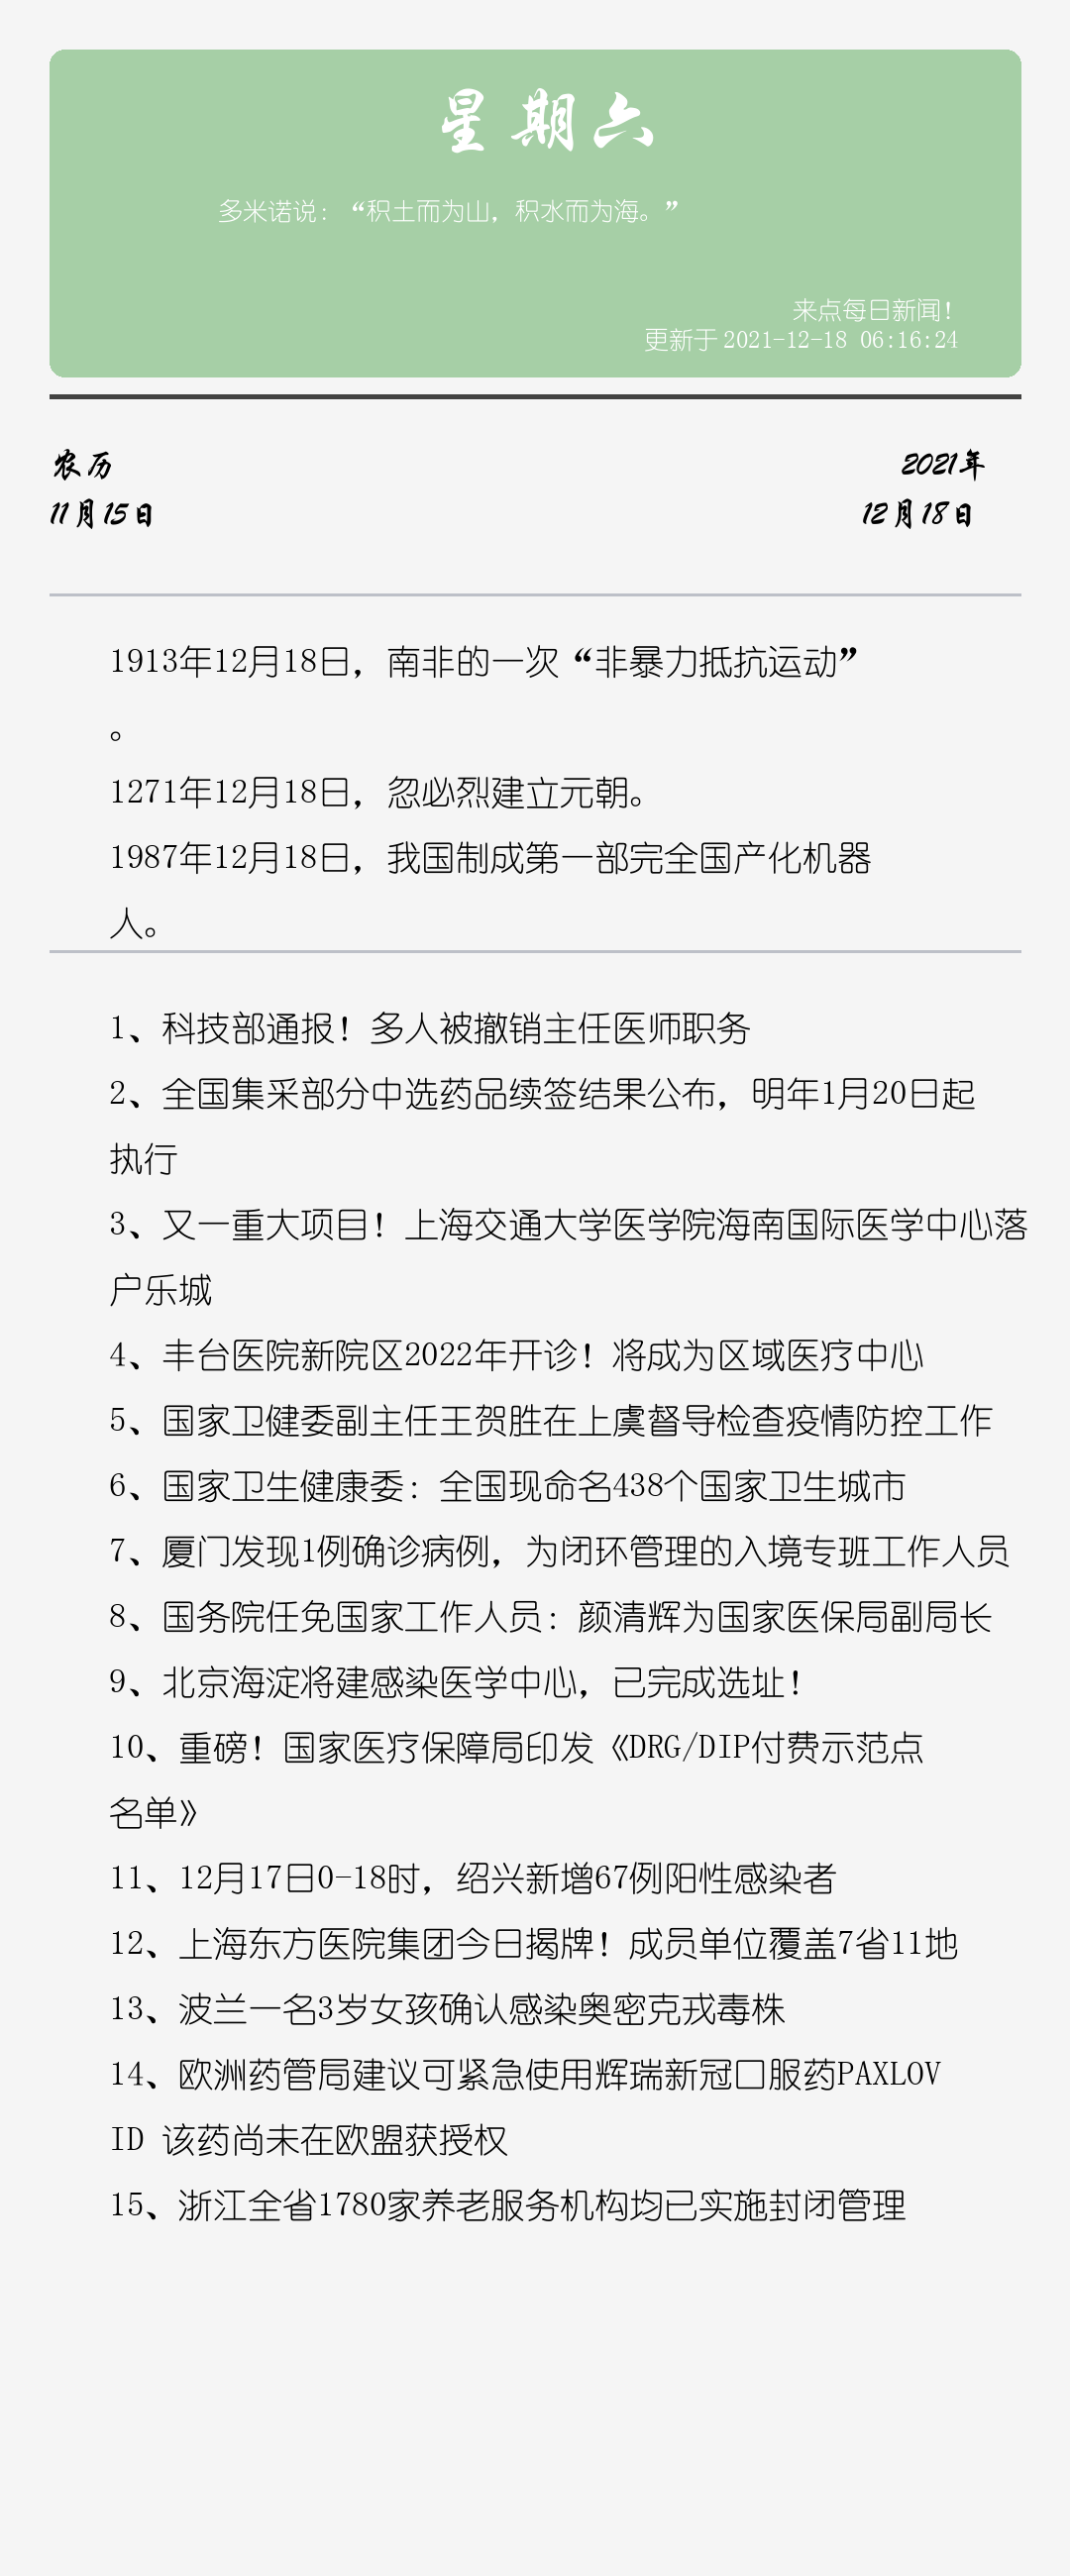 星期六
多米诺说：“积土而为山，积水而为海。”
来点每日新闻！
更新于 2021-12-18 06:16:24
农历
2021年
11月15日
12月18日
1913年12月18日，南非的一次“非暴力抵抗运动”
。
1271年12月18日，忽必烈建立元朝。
1987年12月18日，我国制成第一部完全国产化机器
人。
1、科技部通报！多人被撤销主任医师职务
2、全国集采部分中选药品续签结果公布，明年1月20日起
执行
3、又一重大项目！上海交通大学医学院海南国际医学中心落
户乐城
4、丰台医院新院区2022年开诊！将成为区域医疗中心
5、国家卫健委副主任王贺胜在上虞督导检查疫情防控工作
6、国家卫生健康委：全国现命名438个国家卫生城市
7、厦门发现1例确诊病例，为闭环管理的入境专班工作人员
8、国务院任免国家工作人员：颜清辉为国家医保局副局长
9、北京海淀将建感染医学中心，已完成选址！
10、重磅！国家医疗保障局印发《DRG/DIP付费示范点
名单》
11、12月17日0-18时，绍兴新增67例阳性感染者
12、上海东方医院集团今日揭牌！成员单位覆盖7省11地
13、波兰一名3岁女孩确认感染奥密克戎毒株
14、欧洲药管局建议可紧急使用辉瑞新冠口服药PAXLOV
ID 该药尚未在欧盟获授权
15、浙江全省1780家养老服务机构均已实施封闭管理